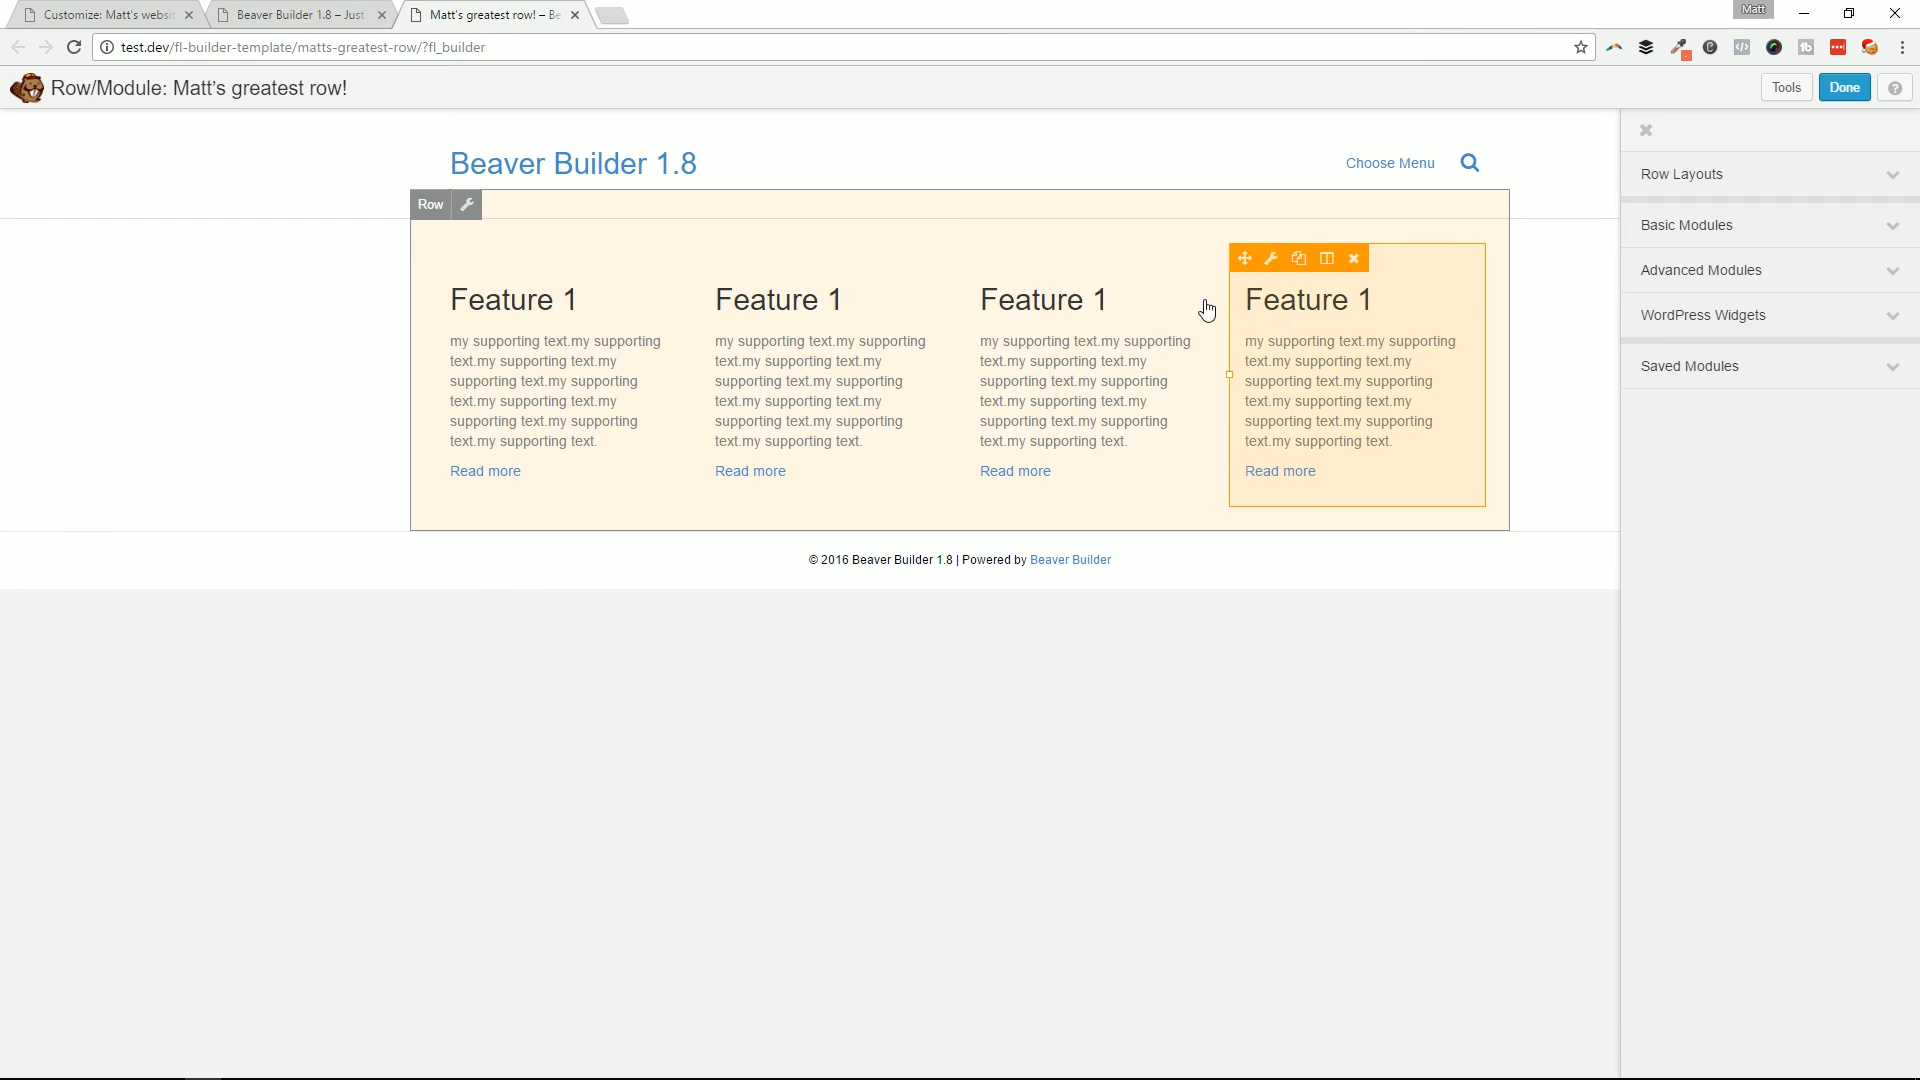 Customize: Matt's websi
Beaver Builder 1.8 – Just
Matt's greatest row! – Be
Matt
test.dev/fl-builder-template/matts-greatest-row/?fl_builder
Row/Module: Matt's greatest row!
Tools
Done
?
Beaver Builder 1.8
Choose Menu
Row
Feature 1
my supporting text.my supporting
text.my supporting text.my
supporting text.my supporting
text.my supporting text.my
supporting text.my supporting
text.my supporting text.
Read more
Feature 1
my supporting text.my supporting
text.my supporting text.my
supporting text.my supporting
text.my supporting text.my
supporting text.my supporting
text.my supporting text.
Read more
Feature 1
my supporting text.my supporting
text.my supporting text.my
supporting text.my supporting
text.my supporting text.my
supporting text.my supporting
text.my supporting text.
Read more
Feature 1
my supporting text.my supporting
text.my supporting text.my
supporting text.my supporting
text.my supporting text.my
supporting text.my supporting
text.my supporting text.
Read more
© 2016 Beaver Builder 1.8 | Powered by Beaver Builder
Row Layouts
Basic Modules
Advanced Modules
WordPress Widgets
Saved Modules